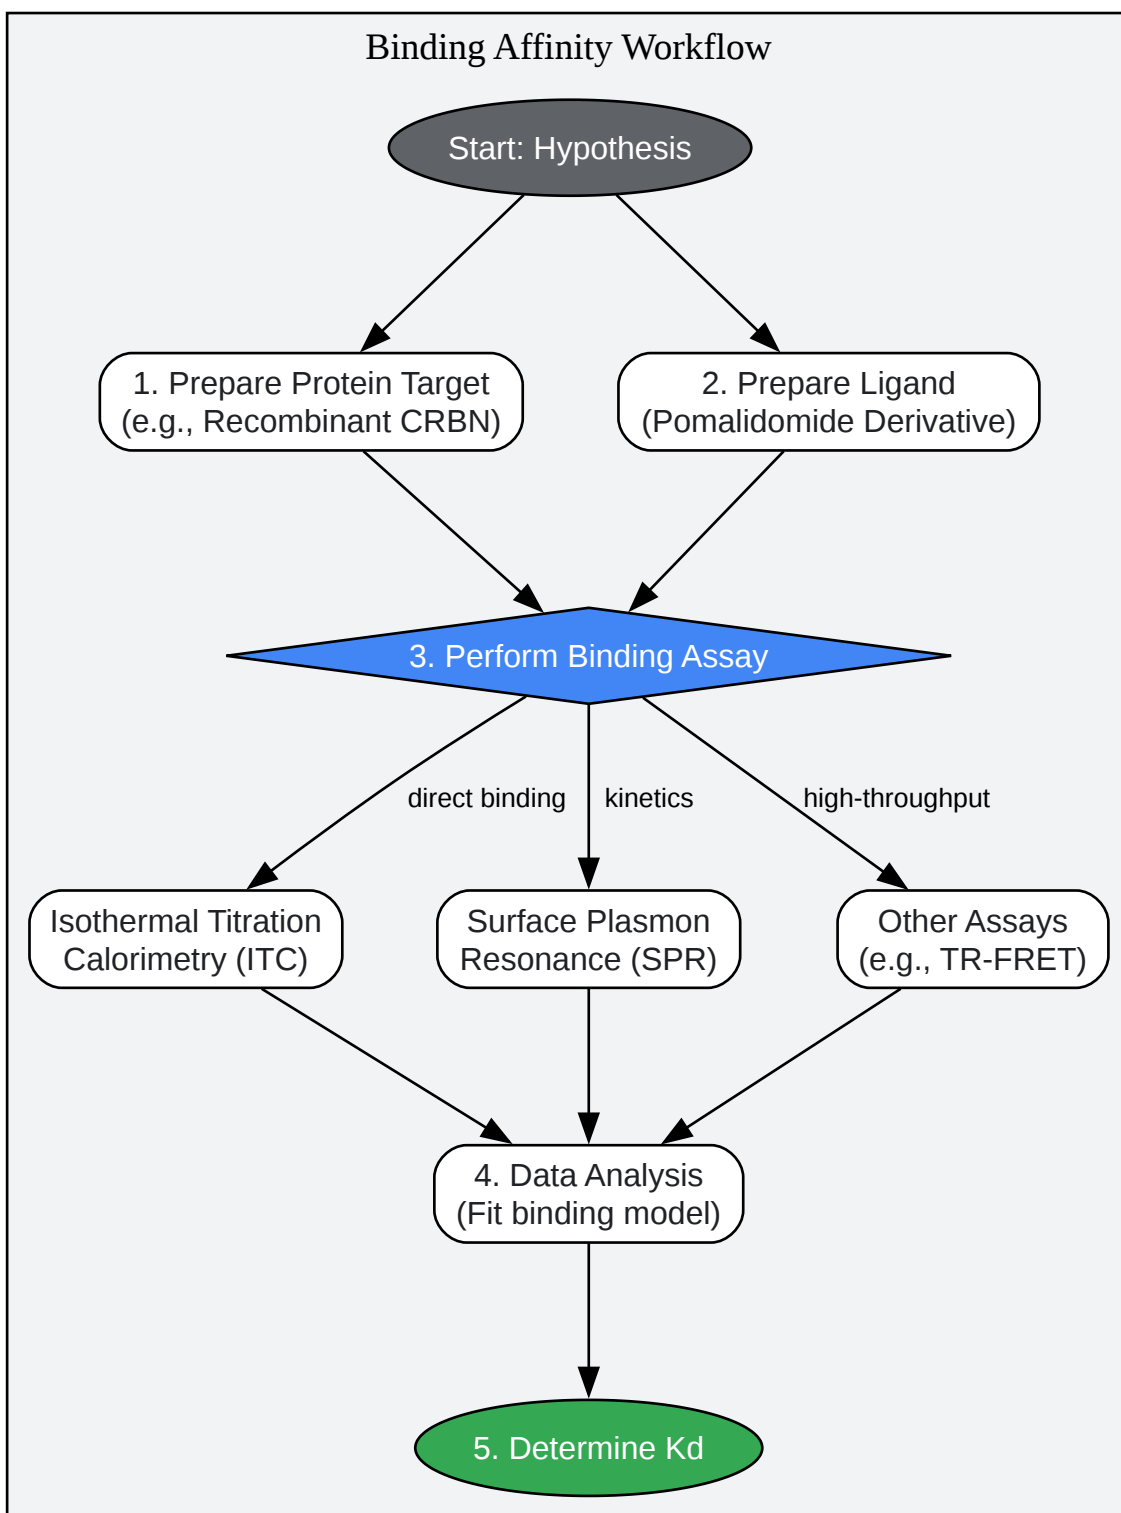 Binding Affinity Workflow
Start: Hypothesis
1. Prepare Protein Target
(e.g., Recombinant CRBN)
2. Prepare Ligand
(Pomalidomide Derivative)
3. Perform Binding Assay
direct binding
kinetics
high-throughput
Isothermal Titration
Calorimetry (ITC)
Surface Plasmon
Resonance (SPR)
Other Assays
(e.g., TR-FRET)
4. Data Analysis
(Fit binding model)
5. Determine Kd